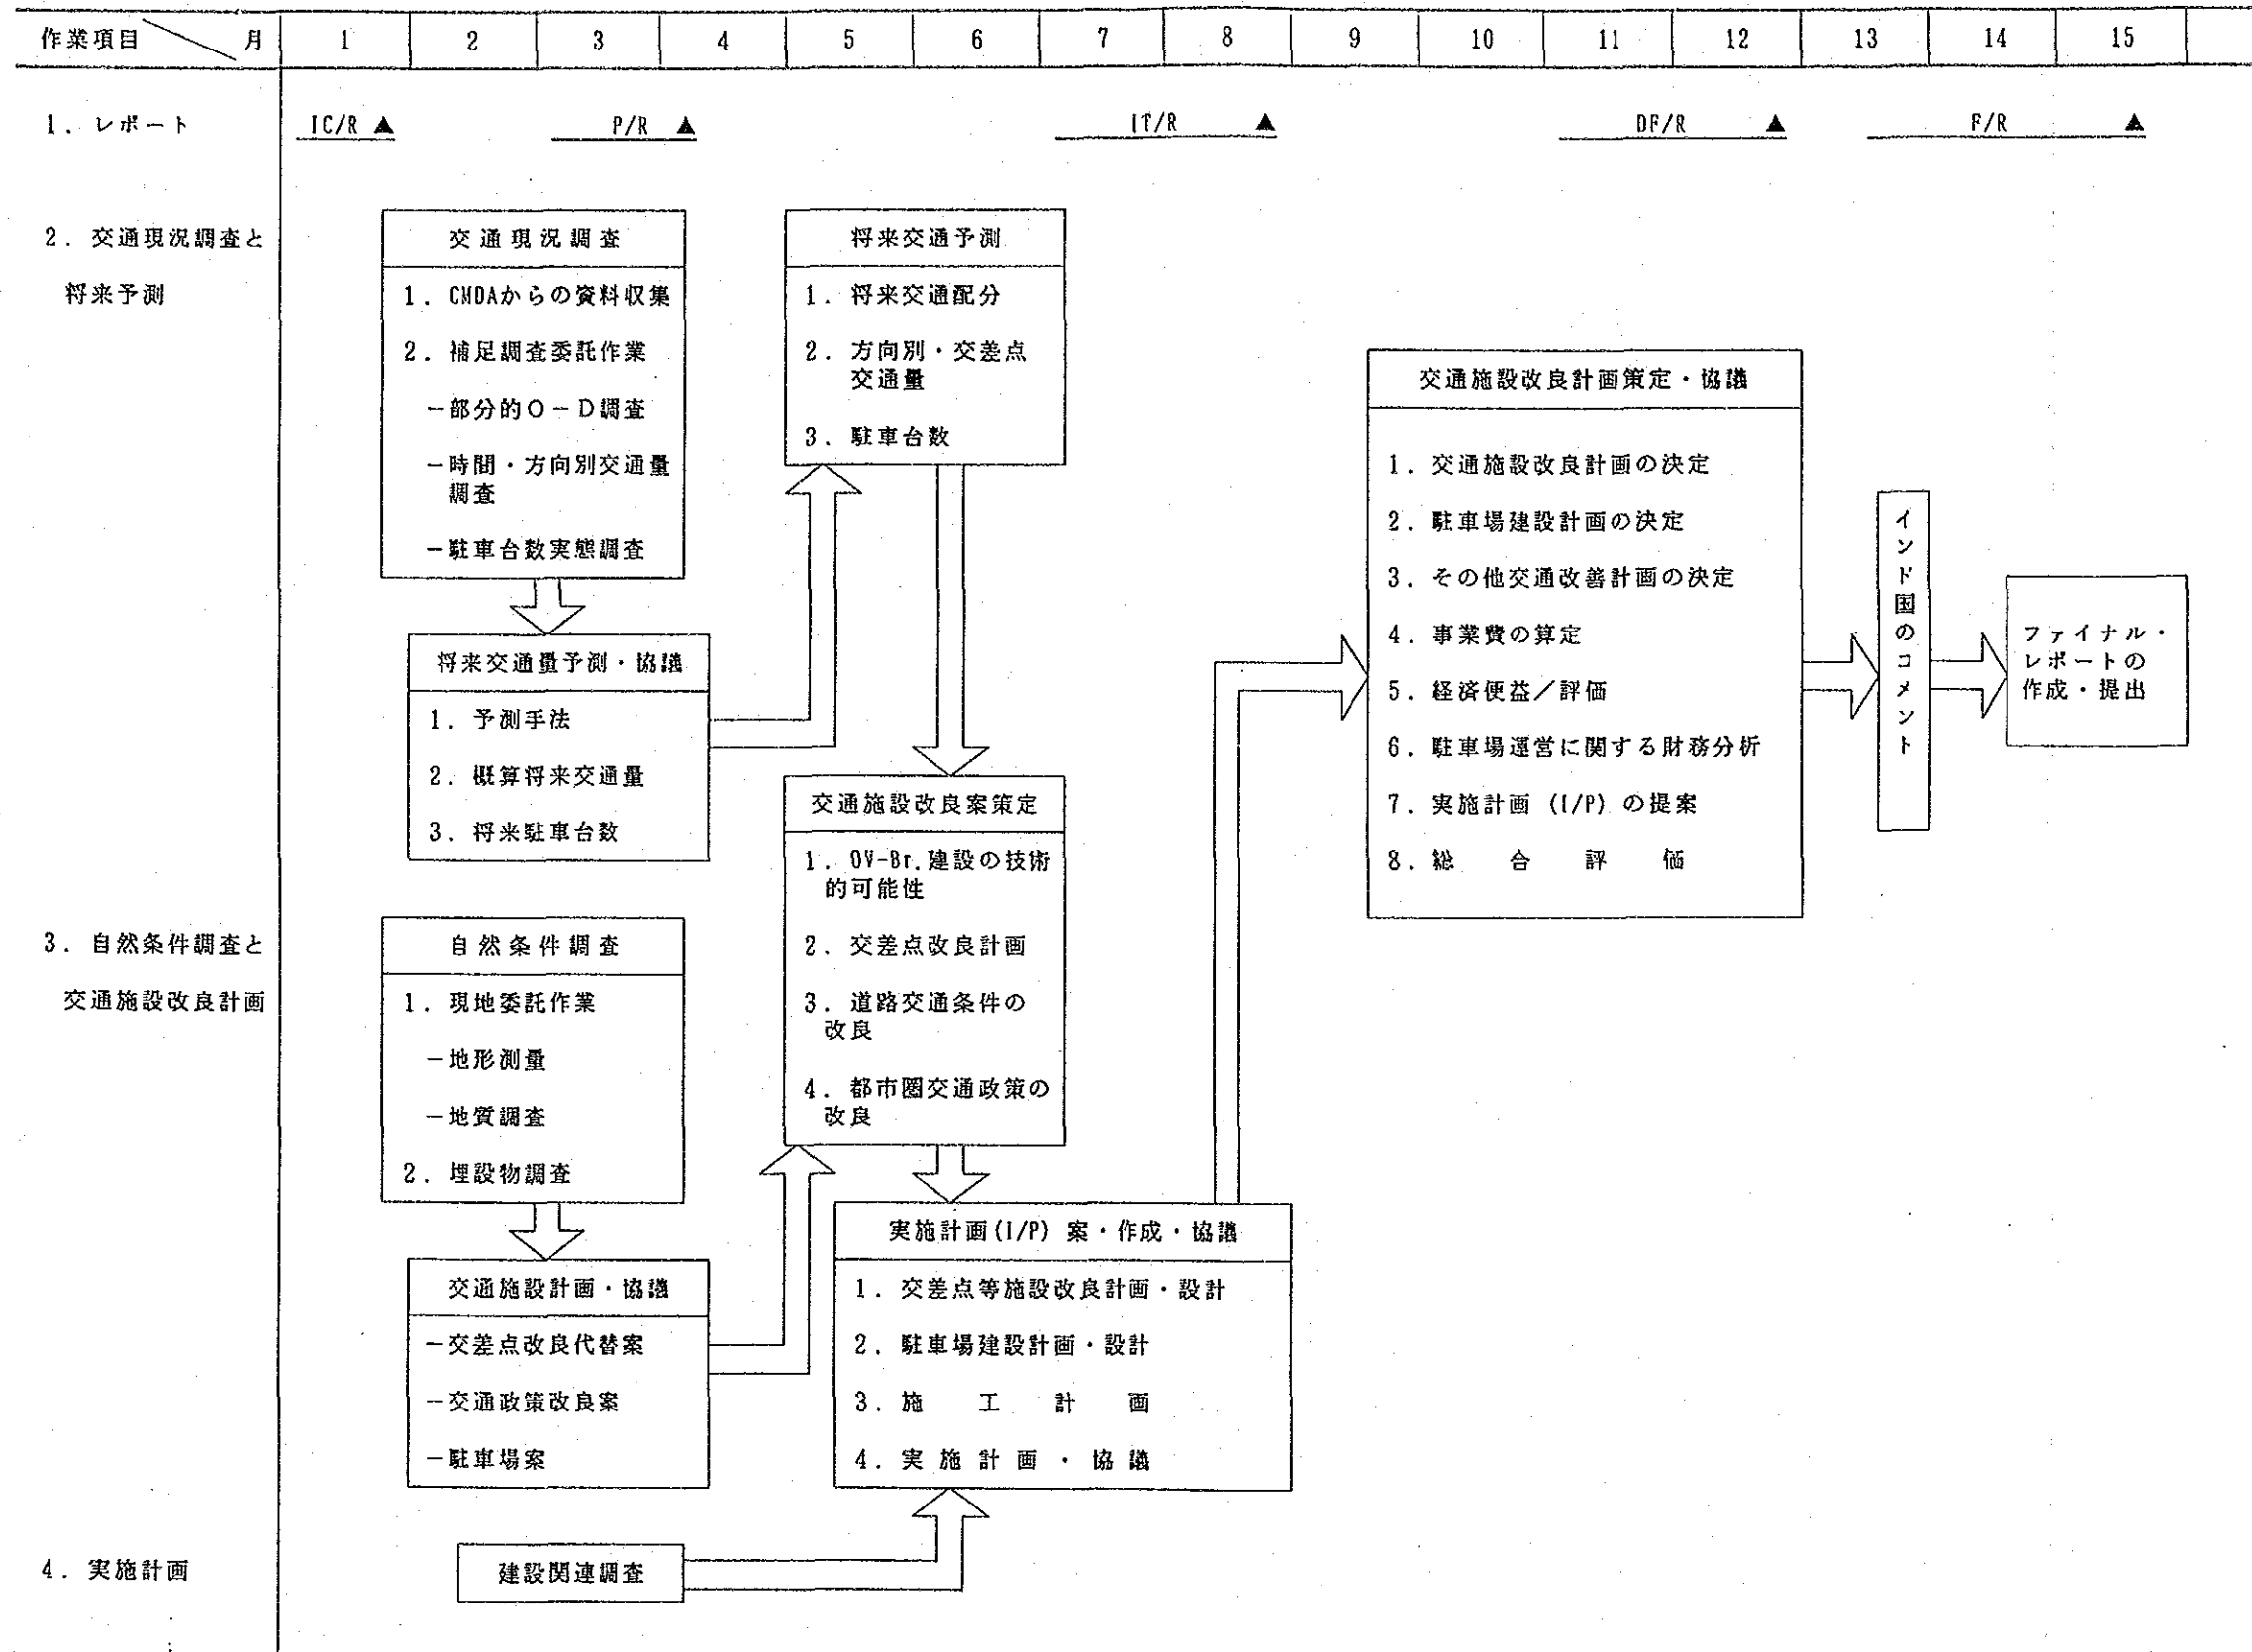 作業項目 月 1 2 3 4 5 6 7 8 9 10 11 12 13 14 15
1. レポート
IC/R ▲
P/R ▲
IT/R ▲
DF/R ▲
F/R ▲
2. 交通現況調査と
将来予測
交通現況調査
1. CMDAからの資料収集
2. 補足調査委託作業
－部分的O－D調査
－時間・方向別交通量
調査
－駐車台数実態調査
将来交通量予測・協議
1. 予測手法
2. 概算将来交通量
3. 将来駐車台数
将来交通予測
1. 将来交通配分
2. 方向別・交差点
交通量
3. 駐車台数
交通施設改良案策定
1. OV-Br.建設の技術
的可能性
2. 交差点改良計画
3. 道路交通条件の
改良
4. 都市圏交通政策の
改良
交通施設改良計画策定・協議
1. 交通施設改良計画の決定
2. 駐車場建設計画の決定
3. その他交通改善計画の決定
4. 事業費の算定
5. 経済便益／評価
6. 駐車場運営に関する財務分析
7. 実施計画 (I/P) の提案
8. 総合評価
インド国のコメント
ファイナル・
レポートの
作成・提出
3. 自然条件調査と
交通施設改良計画
自然条件調査
1. 現地委託作業
－地形測量
－地質調査
2. 埋設物調査
交通施設計画・協議
－交差点改良代替案
－交通政策改良案
－駐車場案
実施計画(I/P) 案・作成・協議
1. 交差点等施設改良計画・設計
2. 駐車場建設計画・設計
3. 施工計画
4. 実施計画・協議
4. 実施計画
建設関連調査